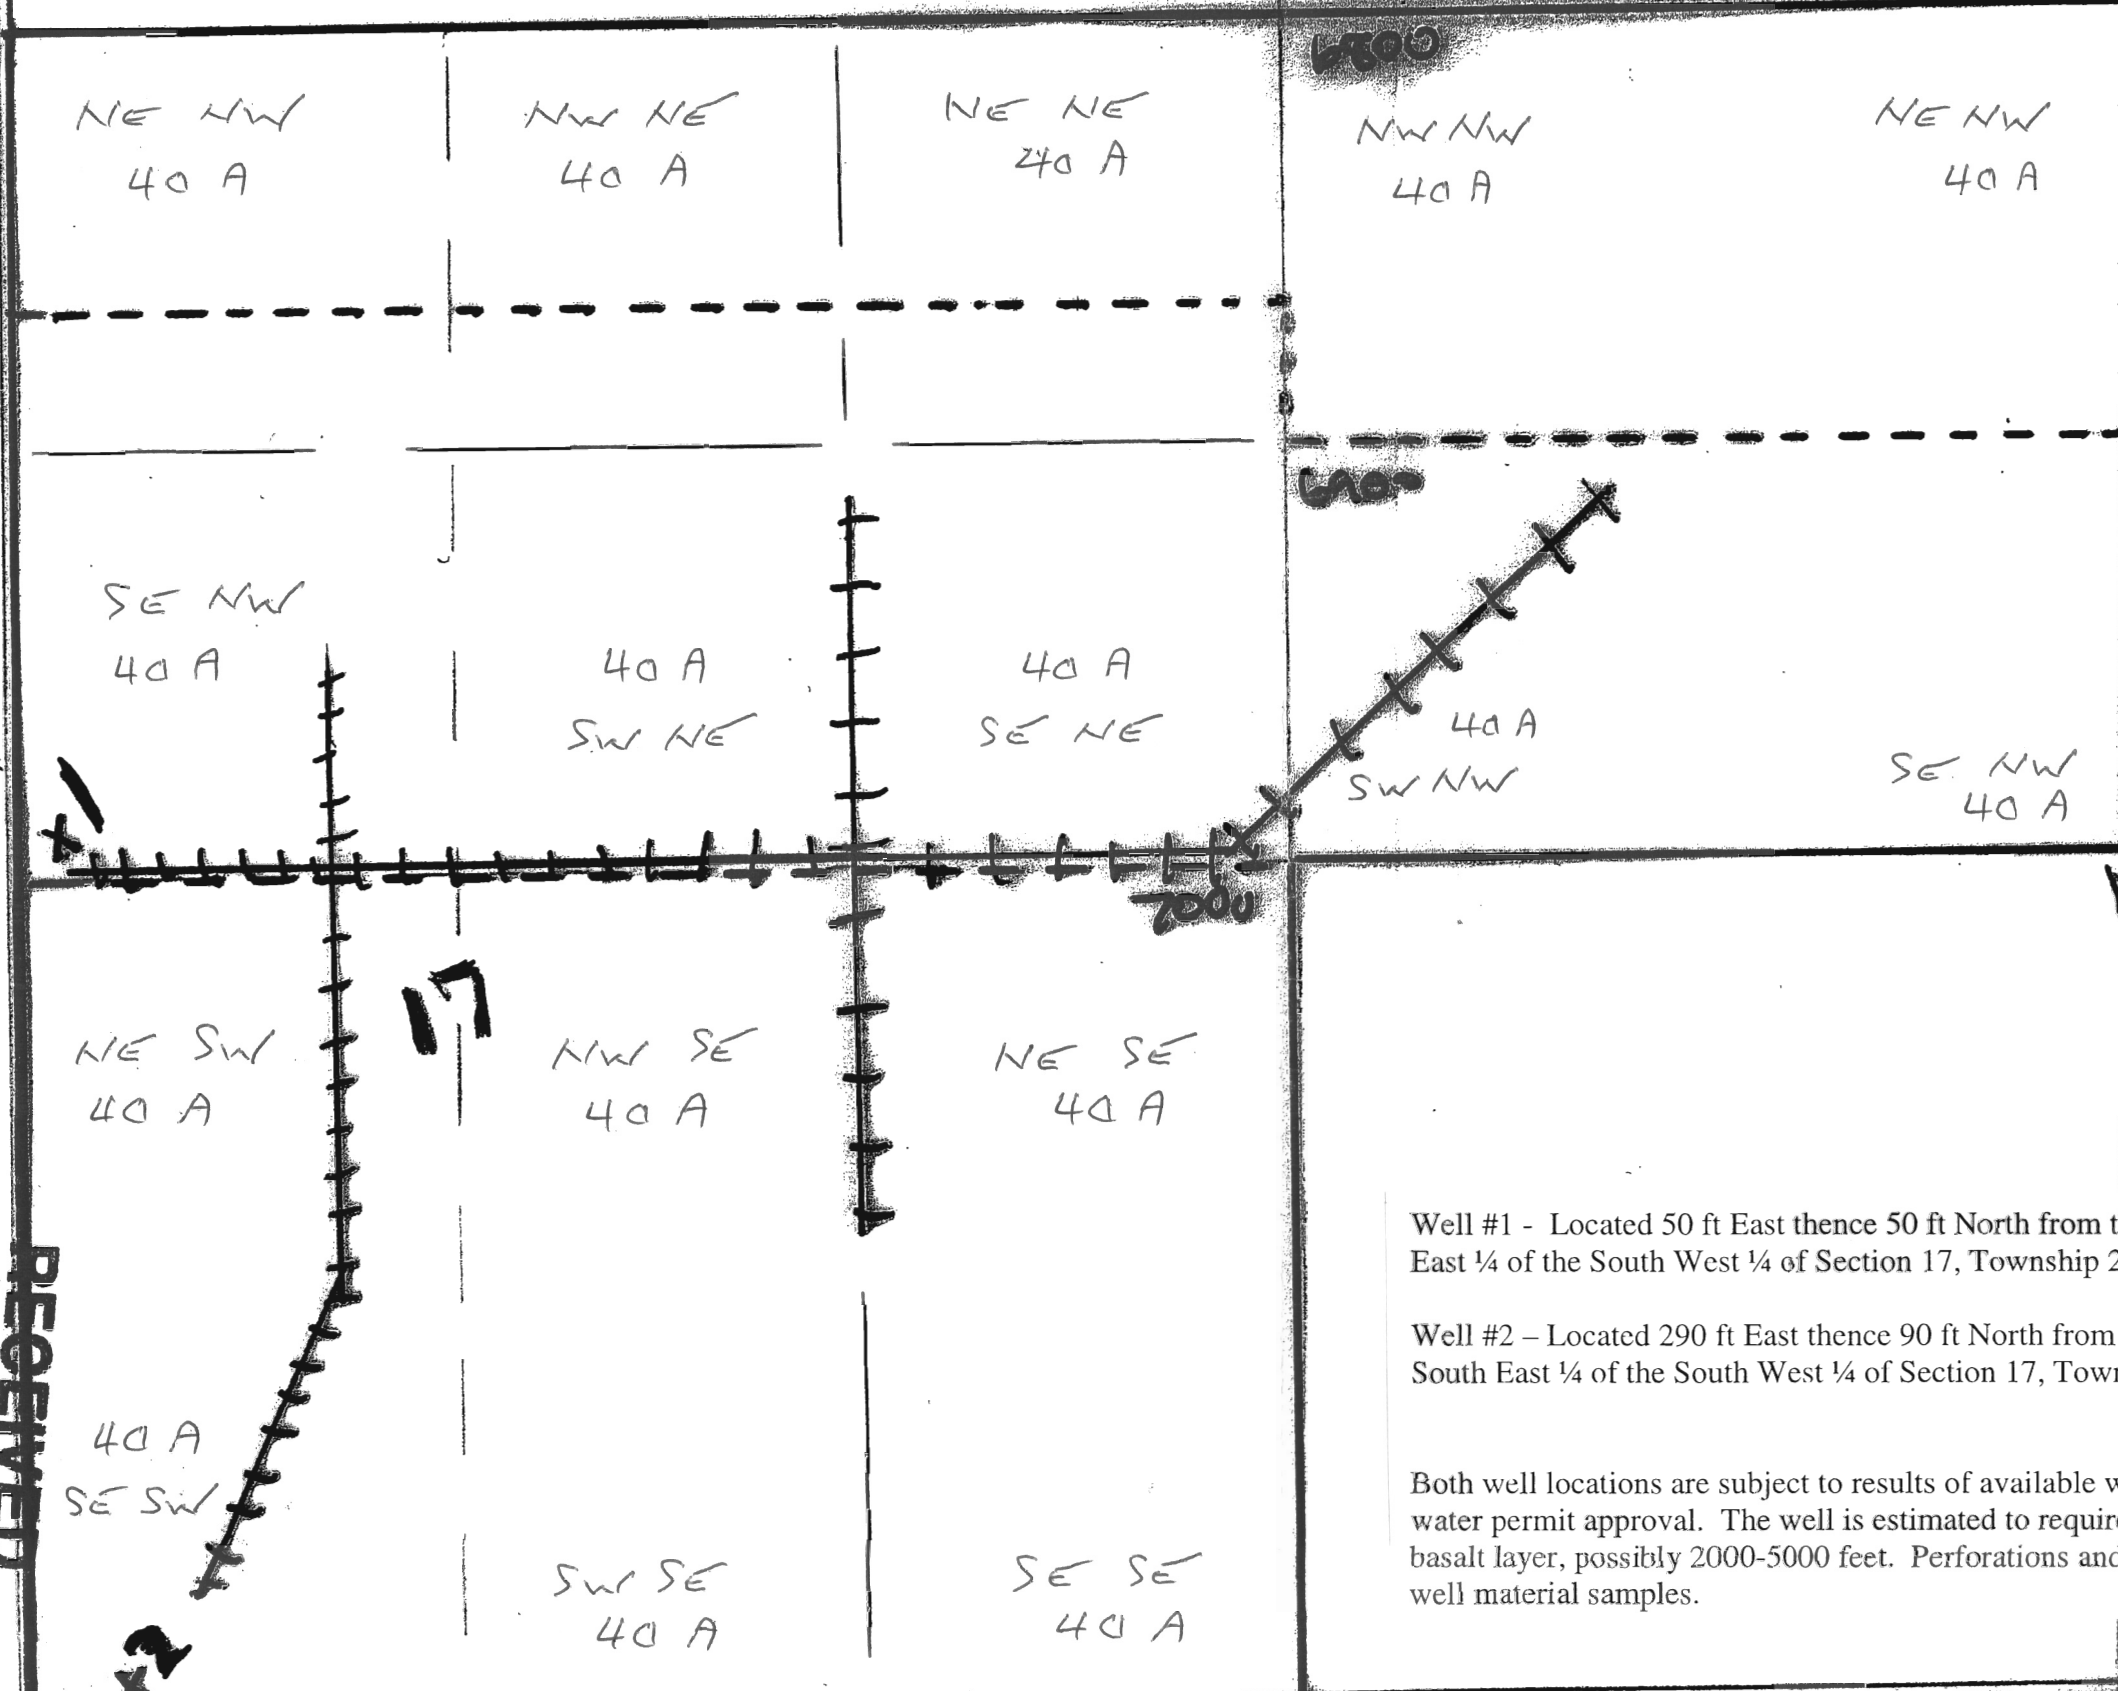 6800
NE NW
40 A
NW NE
40 A
NE NE
40 A
NW NW
40 A
NE NW
40 A
6900
SE NW
40 A
40 A
SW NE
40 A
SE NE
40 A
SW NW
SE NW
40 A
1
X
7000
17
NE SW
40 A
NW SE
40 A
NE SE
40 A
40 A
SE SW
SW SE
40 A
SE SE
40 A
2
X
RECEIVED
Well #1 - Located 50 ft East thence 50 ft North from t
East ¼ of the South West ¼ of Section 17, Township 2
Well #2 – Located 290 ft East thence 90 ft North from
South East ¼ of the South West ¼ of Section 17, Town
Both well locations are subject to results of available w
water permit approval. The well is estimated to require
basalt layer, possibly 2000-5000 feet. Perforations and
well material samples.